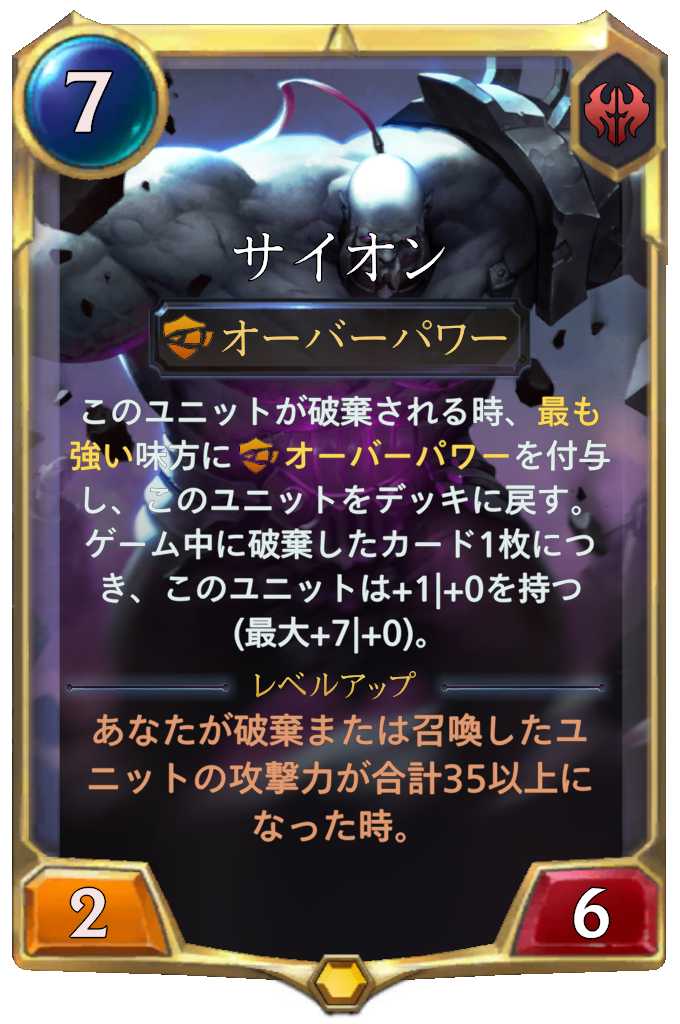 7
サイオン
オーバーパワー
このユニットが破棄される時、最も
強い味方にオーバーパワーを付与
し、このユニットをデッキに戻す。
ゲーム中に破棄したカード1枚につ
き、このユニットは+1|+0を持つ
(最大+7|+0)。
レベルアップ
あなたが破棄または召喚したユ
ニットの攻撃力が合計35以上に
なった時。
2
6